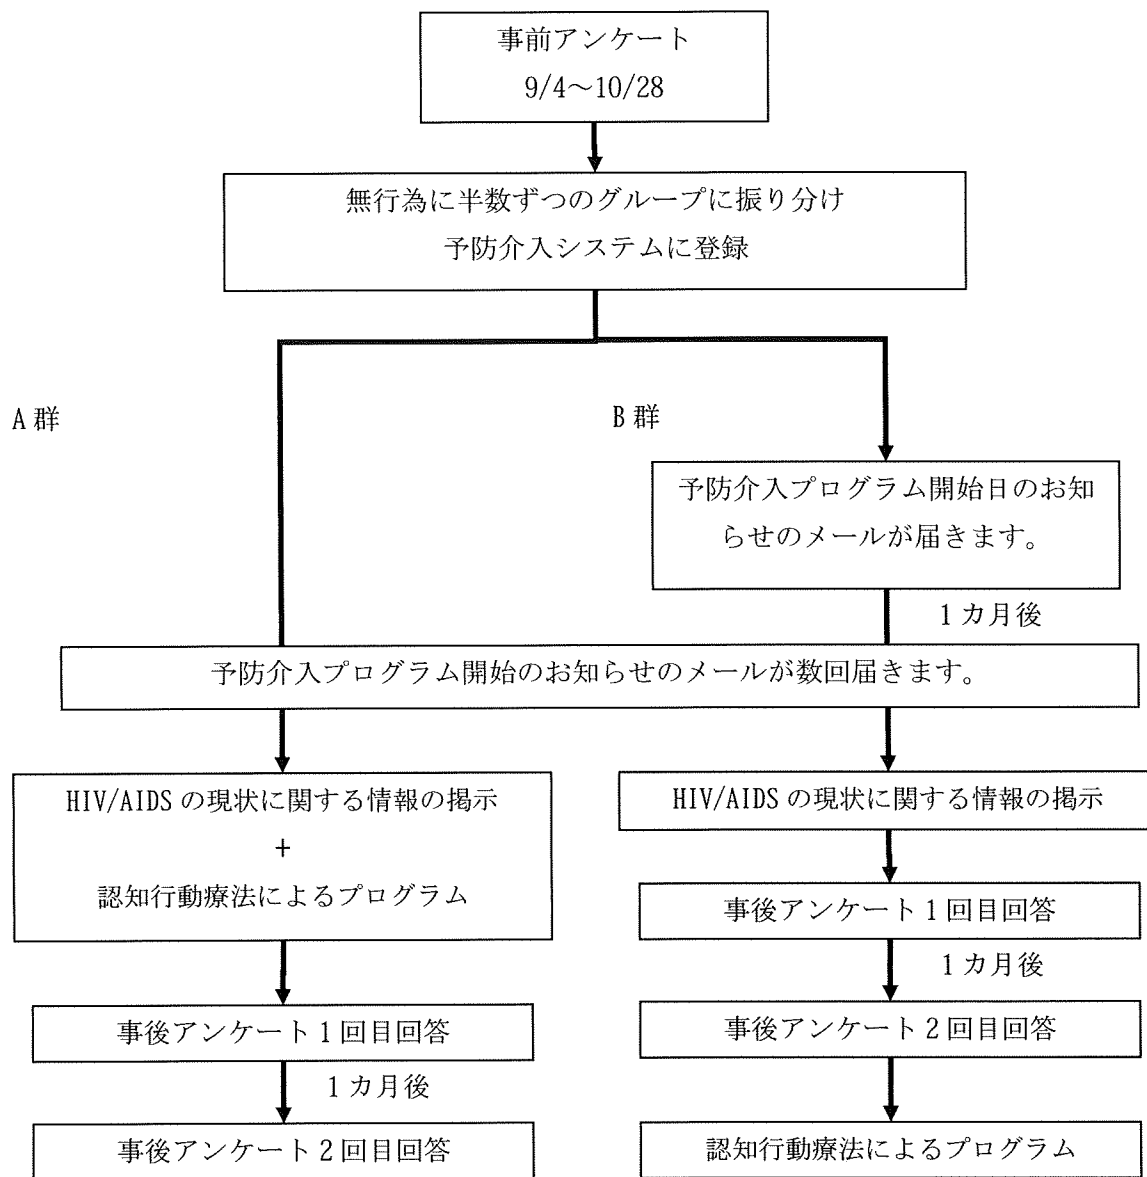 事前アンケート
9/4～10/28
無行為に半数ずつのグループに振り分け
予防介入システムに登録
A 群
B 群
予防介入プログラム開始日のお知
らせのメールが届きます。
1 カ月後
予防介入プログラム開始のお知らせのメールが数回届きます。
HIV/AIDS の現状に関する情報の掲示
+
認知行動療法によるプログラム
事後アンケート 1 回目回答
1 カ月後
事後アンケート 2 回目回答
HIV/AIDS の現状に関する情報の掲示
事後アンケート 1 回目回答
1 カ月後
事後アンケート 2 回目回答
認知行動療法によるプログラム